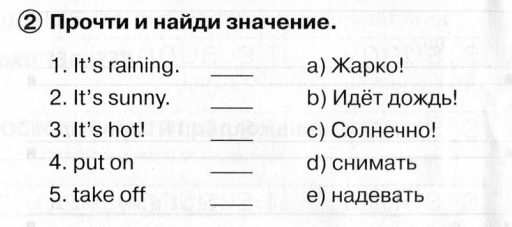 ② Прочти и найди значение.
1. It's raining. ____ a) Жарко!
2. It's sunny. ____ b) Идёт дождь!
3. It's hot! ____ c) Солнечно!
4. put on ____ d) снимать
5. take off ____ e) надевать